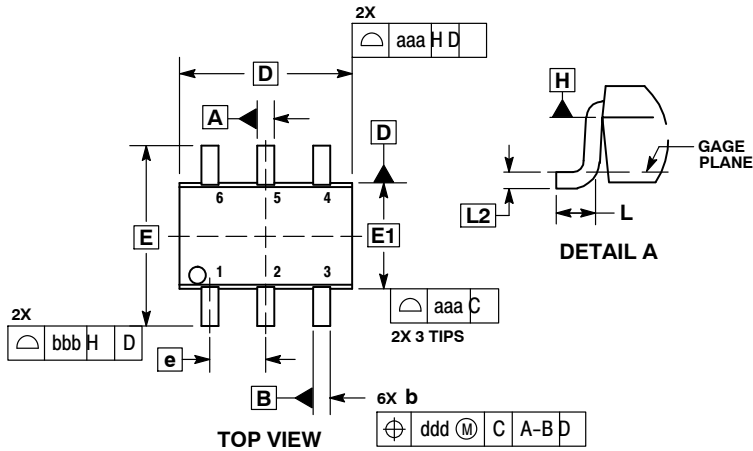 2X
⌓ aaa H D
D
A
D
H
GAGE
PLANE
L2
L
DETAIL A
6 5 4
E
E1
1 2 3
⌓ aaa C
2X 3 TIPS
2X
⌓ bbb H D
e
B
6X b
⌖ ddd Ⓜ C A–B D
TOP VIEW